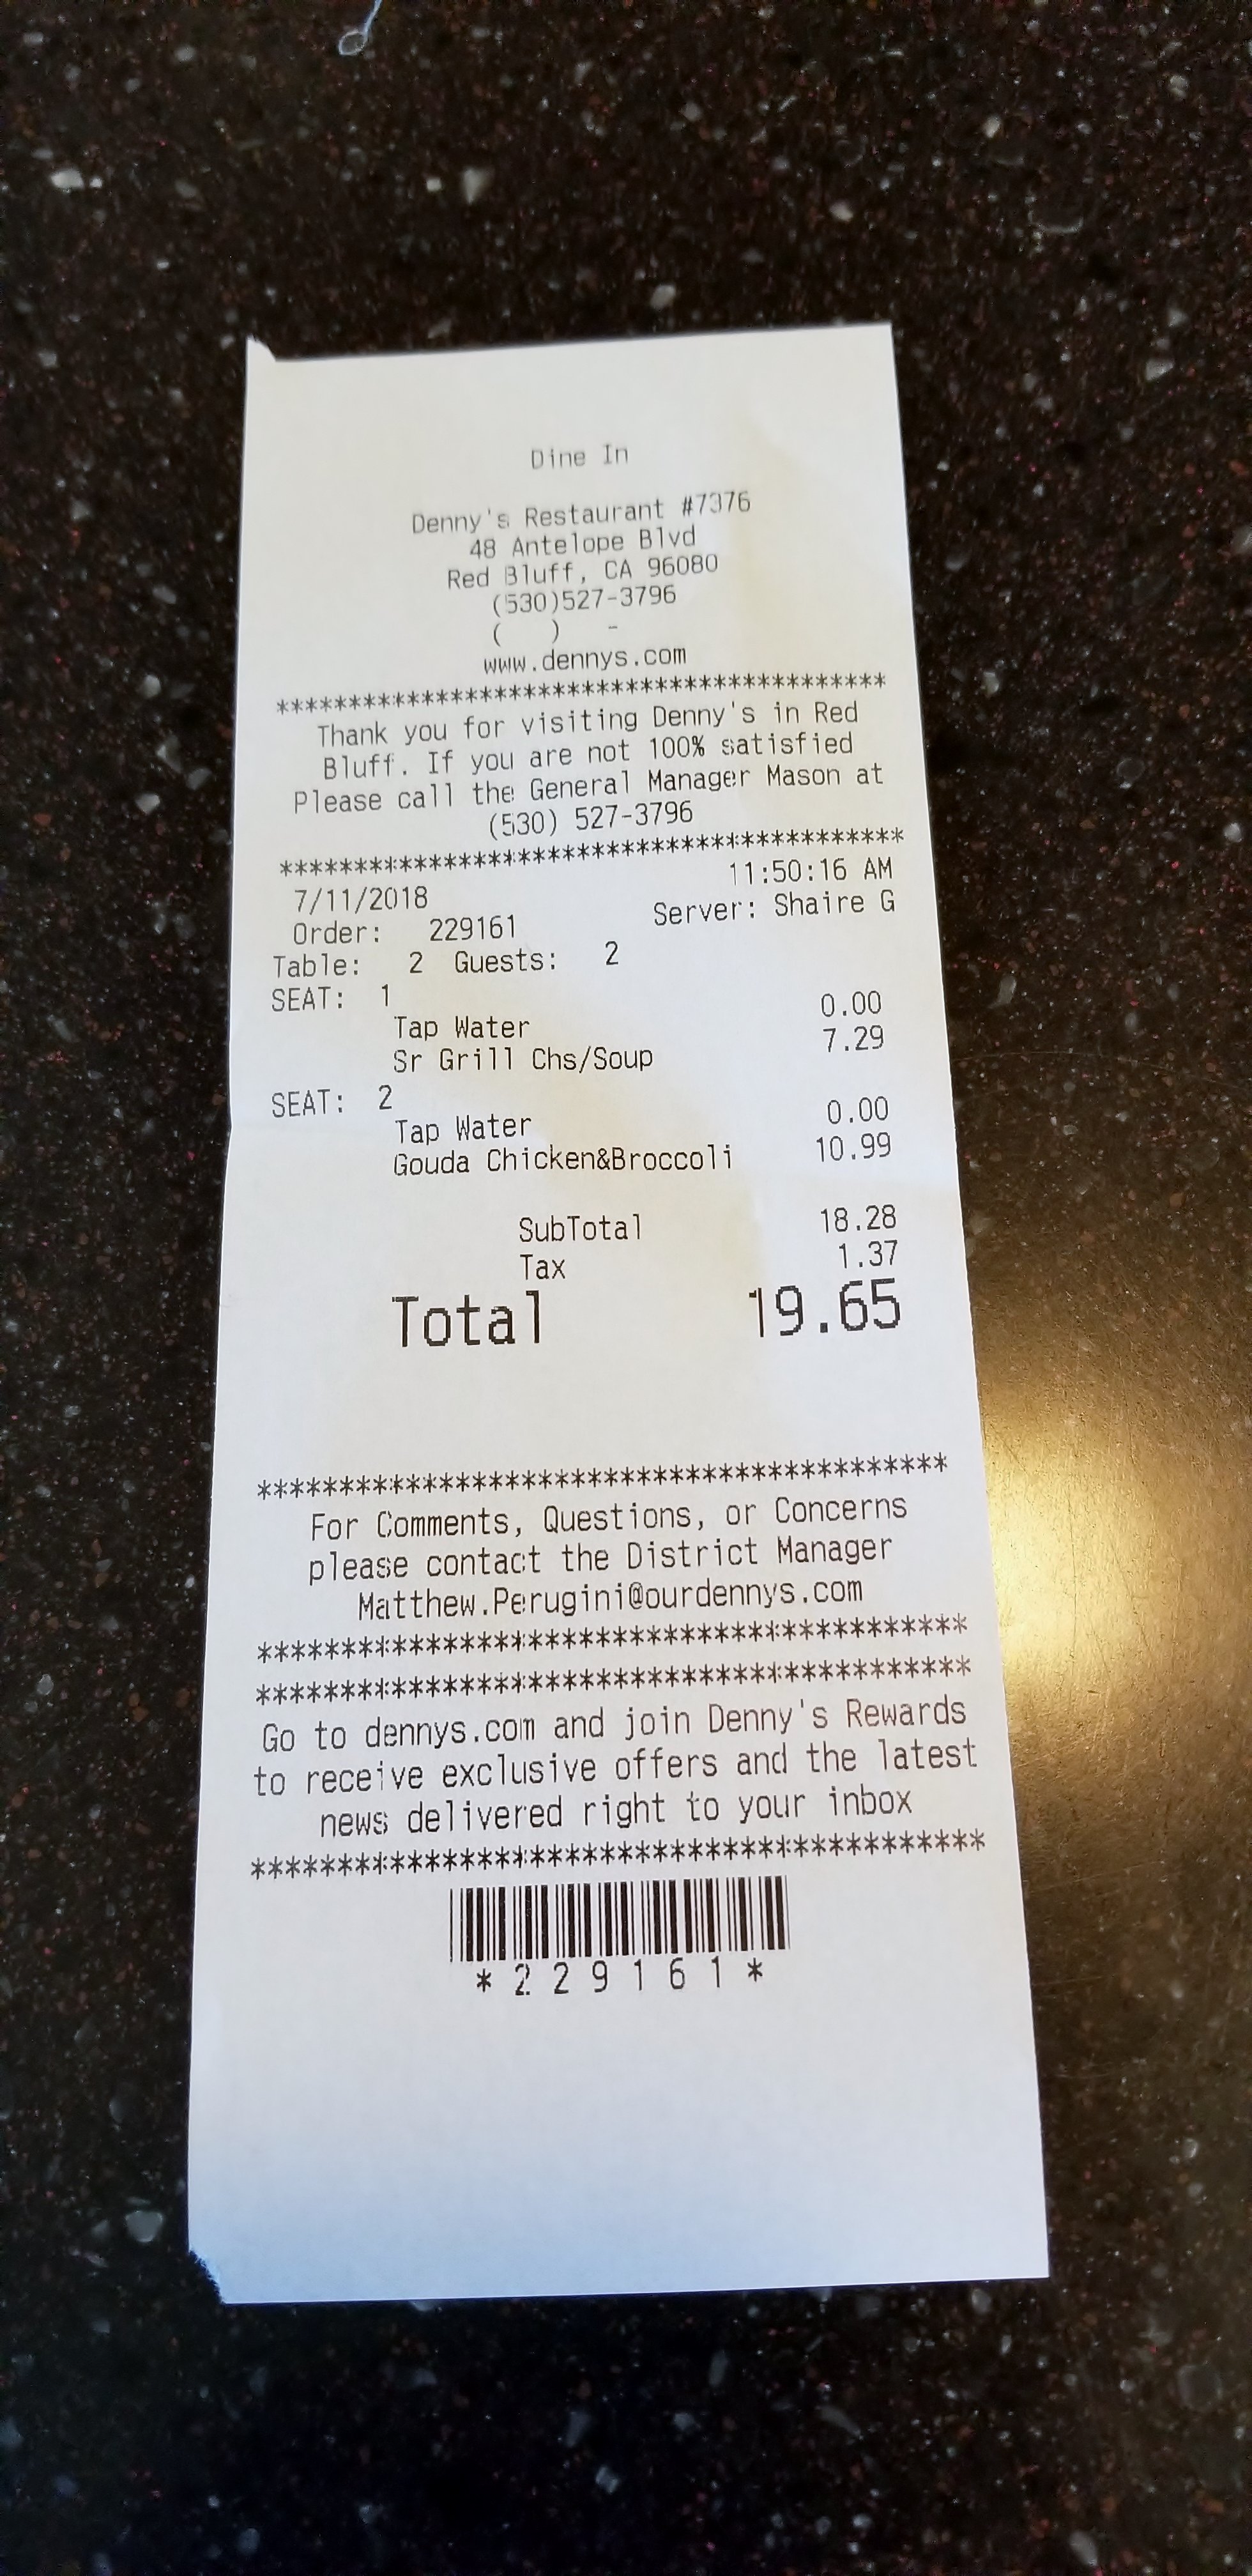 Dine In
Denny's Restaurant #7376
48 Antelope Blvd
Red Bluff, CA 96080
(530)527-3796
(   )   -
www.dennys.com
******************************************
Thank you for visiting Denny's in Red
Bluff. If you are not 100% satisfied
Please call the General Manager Mason at
(530) 527-3796
******************************************
7/11/2018 11:50:16 AM
Order: 229161 Server: Shaire G
Table: 2 Guests: 2
SEAT: 1
Tap Water 0.00
Sr Grill Chs/Soup 7.29
SEAT: 2
Tap Water 0.00
Gouda Chicken&Broccoli 10.99
SubTotal 18.28
Tax 1.37
Total 19.65
******************************************
For Comments, Questions, or Concerns
please contact the District Manager
Matthew.Perugini@ourdennys.com
******************************************
******************************************
Go to dennys.com and join Denny's Rewards
to receive exclusive offers and the latest
news delivered right to your inbox
******************************************
*229161*